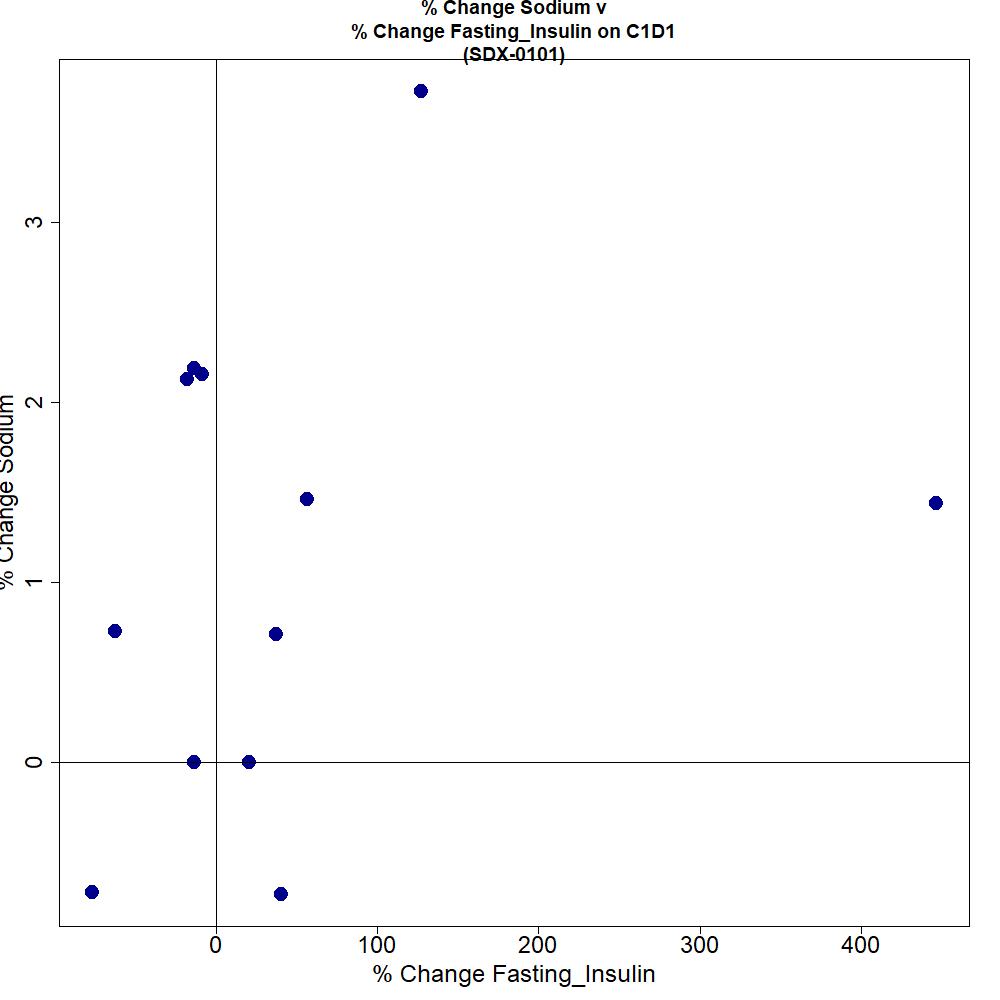 % Change Sodium v
% Change Fasting_Insulin on C1D1
(SDX-0101)
% Change Sodium
3
2
1
0
0
100
200
300
400
% Change Fasting_Insulin